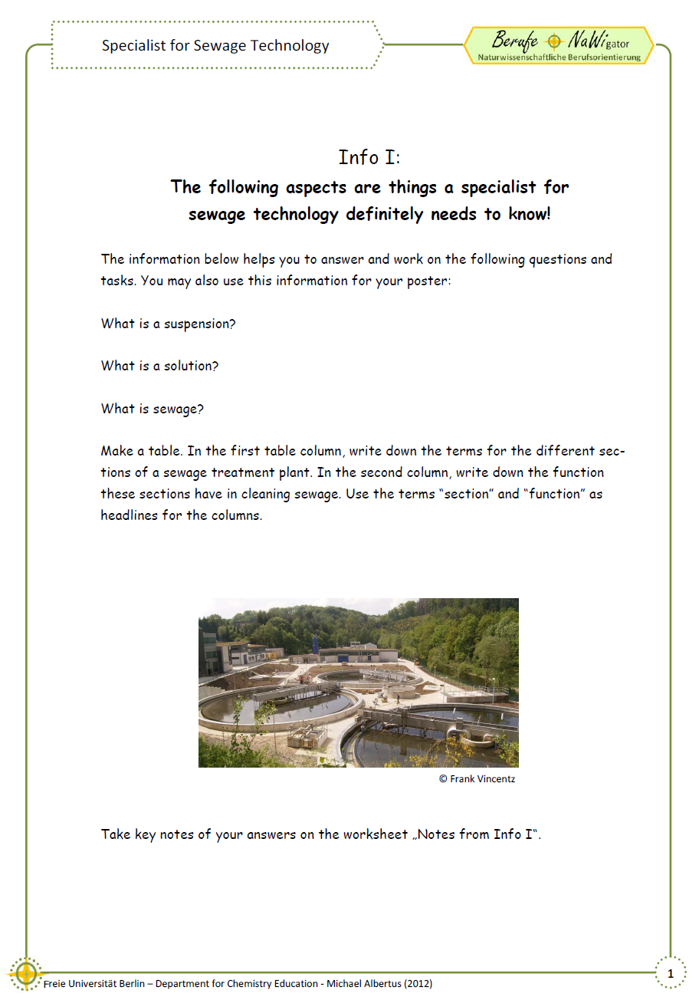 Specialist for Sewage Technology
Berufe NaWigator
Naturwissenschaftliche Berufsorientierung
Info I:
The following aspects are things a specialist for
sewage technology definitely needs to know!
The information below helps you to answer and work on the following questions and
tasks. You may also use this information for your poster:
What is a suspension?
What is a solution?
What is sewage?
Make a table. In the first table column, write down the terms for the different sec-
tions of a sewage treatment plant. In the second column, write down the function
these sections have in cleaning sewage. Use the terms “section” and “function” as
headlines for the columns.
© Frank Vincentz
Take key notes of your answers on the worksheet „Notes from Info I“.
Freie Universität Berlin – Department for Chemistry Education - Michael Albertus (2012)
1